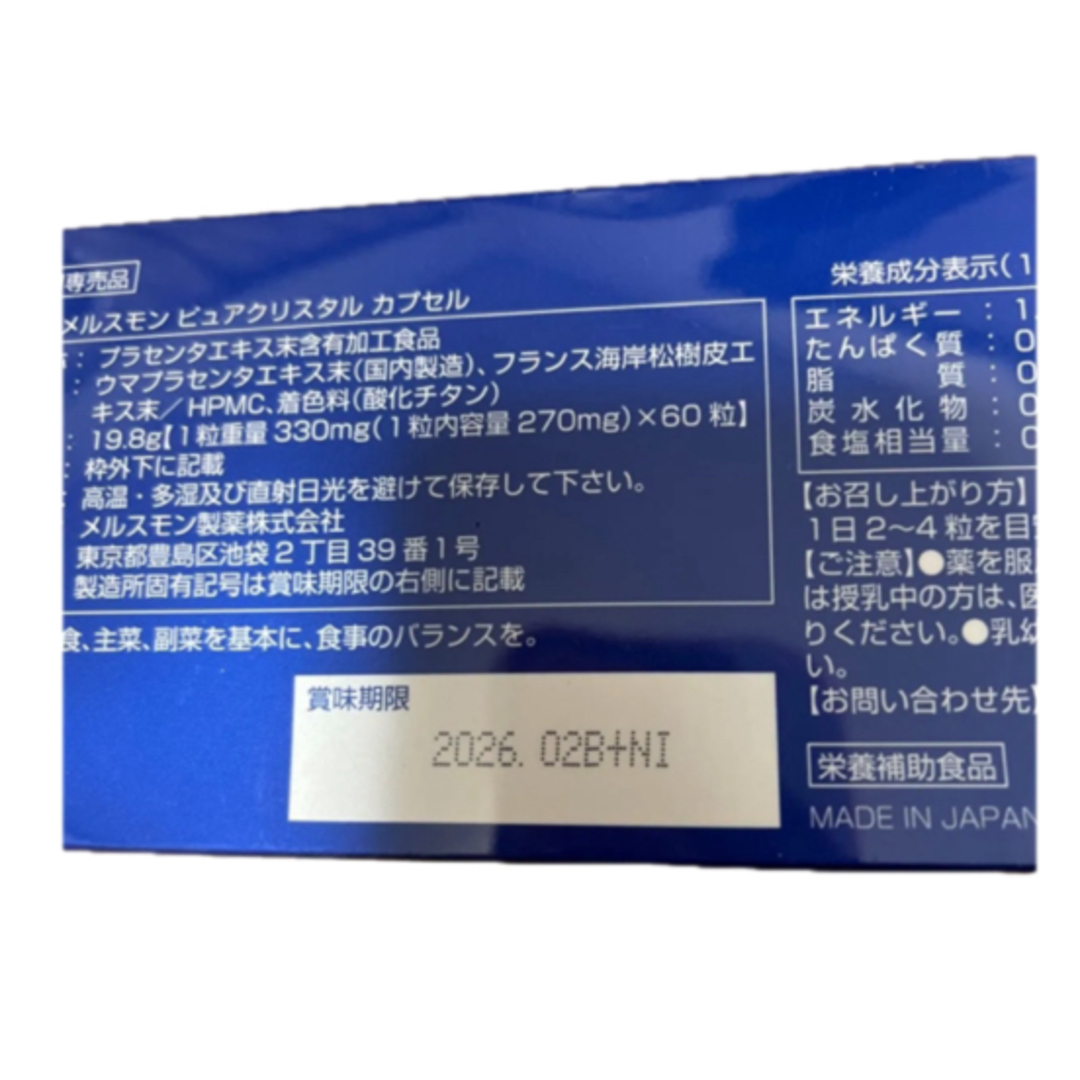 専売品
メルスモン ピュアクリスタル カプセル
: プラセンタエキス末含有加工食品
: ウマプラセンタエキス末(国内製造)、フランス海岸松樹皮エ
キス末/HPMC、着色料(酸化チタン)
: 19.8g【1粒重量 330mg(1粒内容量 270mg)×60粒】
: 枠外下に記載
: 高温・多湿及び直射日光を避けて保存して下さい。
メルスモン製薬株式会社
東京都豊島区池袋2丁目39番1号
製造所固有記号は賞味期限の右側に記載
食、主菜、副菜を基本に、食事のバランスを。
賞味期限
2026. 02B+NI
栄養成分表示(1
エネルギー : 1.
たんぱく質 : 0
脂質 : 0
炭水化物 : 0
食塩相当量 : 0
【お召し上がり方】
1日2〜4粒を目
【ご注意】●薬を服
は授乳中の方は、医
りください。●乳幼
い。
【お問い合わせ先】
栄養補助食品
MADE IN JAPAN